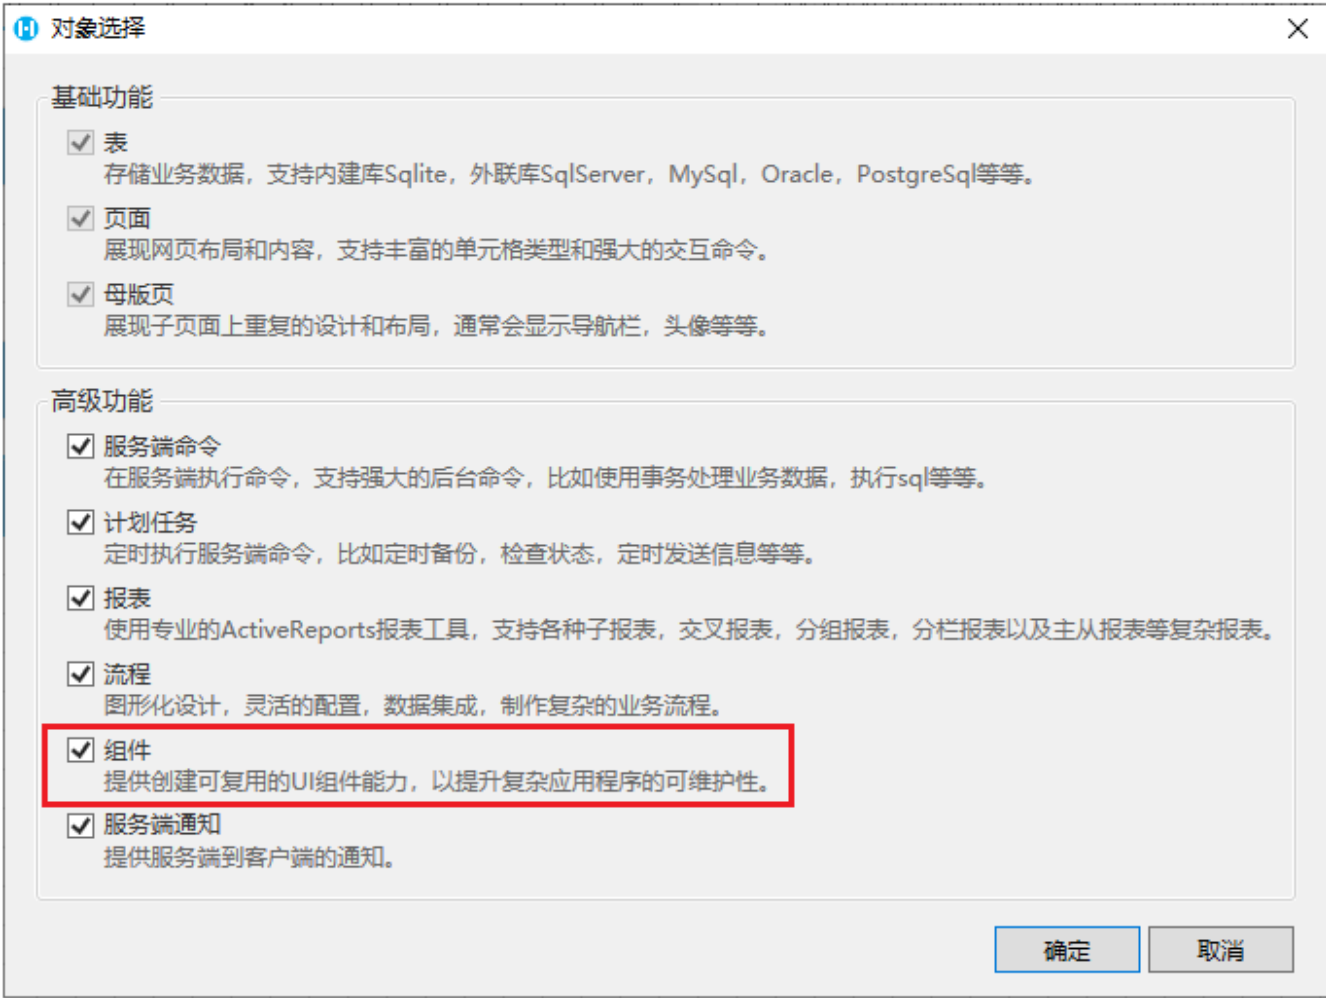 对象选择
基础功能
表
存储业务数据，支持内建库Sqlite，外联库SqlServer，MySql，Oracle，PostgreSql等等。
页面
展现网页布局和内容，支持丰富的单元格类型和强大的交互命令。
母版页
展现子页面上重复的设计和布局，通常会显示导航栏，头像等等。
高级功能
服务端命令
在服务端执行命令，支持强大的后台命令，比如使用事务处理业务数据，执行sql等等。
计划任务
定时执行服务端命令，比如定时备份，检查状态，定时发送信息等等。
报表
使用专业的ActiveReports报表工具，支持各种子报表，交叉报表，分组报表，分栏报表以及主从报表等复杂报表。
流程
图形化设计，灵活的配置，数据集成，制作复杂的业务流程。
组件
提供创建可复用的UI组件能力，以提升复杂应用程序的可维护性。
服务端通知
提供服务端到客户端的通知。
确定
取消